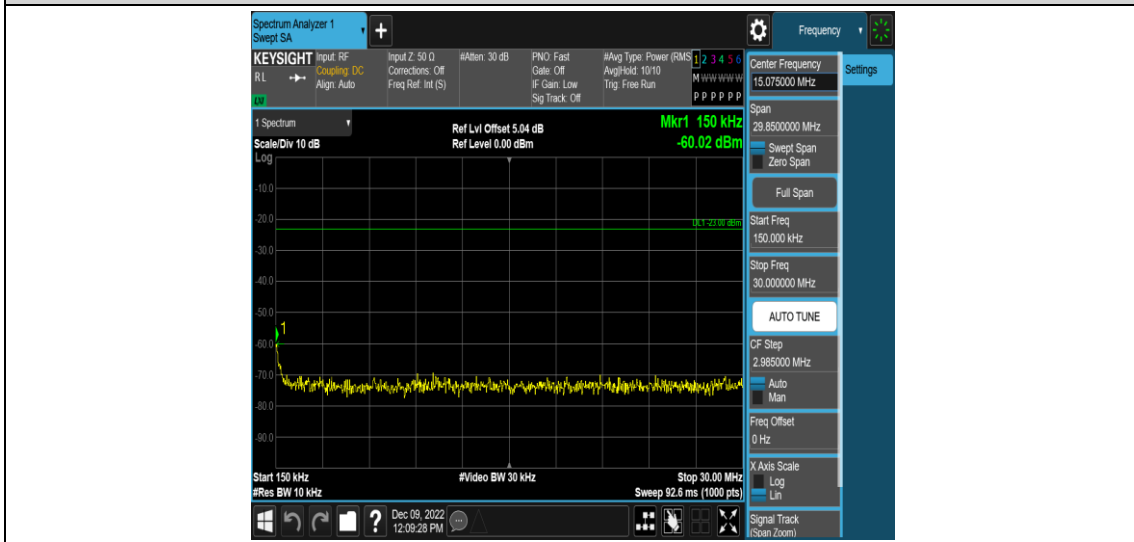 Spectrum Analyzer 1
Swept SA
+
Frequency
KEYSIGHT
RL
LXI
Input: RF
Coupling: DC
Align: Auto
Input Z: 50 Ω
Corrections: Off
Freq Ref: Int (S)
#Atten: 30 dB
PNO: Fast
Gate: Off
IF Gain: Low
Sig Track: Off
#Avg Type: Power (RMS
Avg|Hold: 10/10
Trig: Free Run
1 2 3 4 5 6
M W W W W W
P P P P P P
1 Spectrum
Scale/Div 10 dB
Log
Ref Lvl Offset 5.04 dB
Ref Level 0.00 dBm
Mkr1 150 kHz
-60.02 dBm
-10.0
-20.0
DL1 -23.00 dBm
-30.0
-40.0
-50.0
1
-60.0
-70.0
-80.0
-90.0
Start 150 kHz
#Res BW 10 kHz
#Video BW 30 kHz
Stop 30.00 MHz
Sweep 92.6 ms (1000 pts)
?
Dec 09, 2022
12:09:28 PM
Center Frequency
15.075000 MHz
Settings
Span
29.8500000 MHz
Swept Span
Zero Span
Full Span
Start Freq
150.000 kHz
Stop Freq
30.000000 MHz
AUTO TUNE
CF Step
2.985000 MHz
Auto
Man
Freq Offset
0 Hz
X Axis Scale
Log
Lin
Signal Track
(Span Zoom)